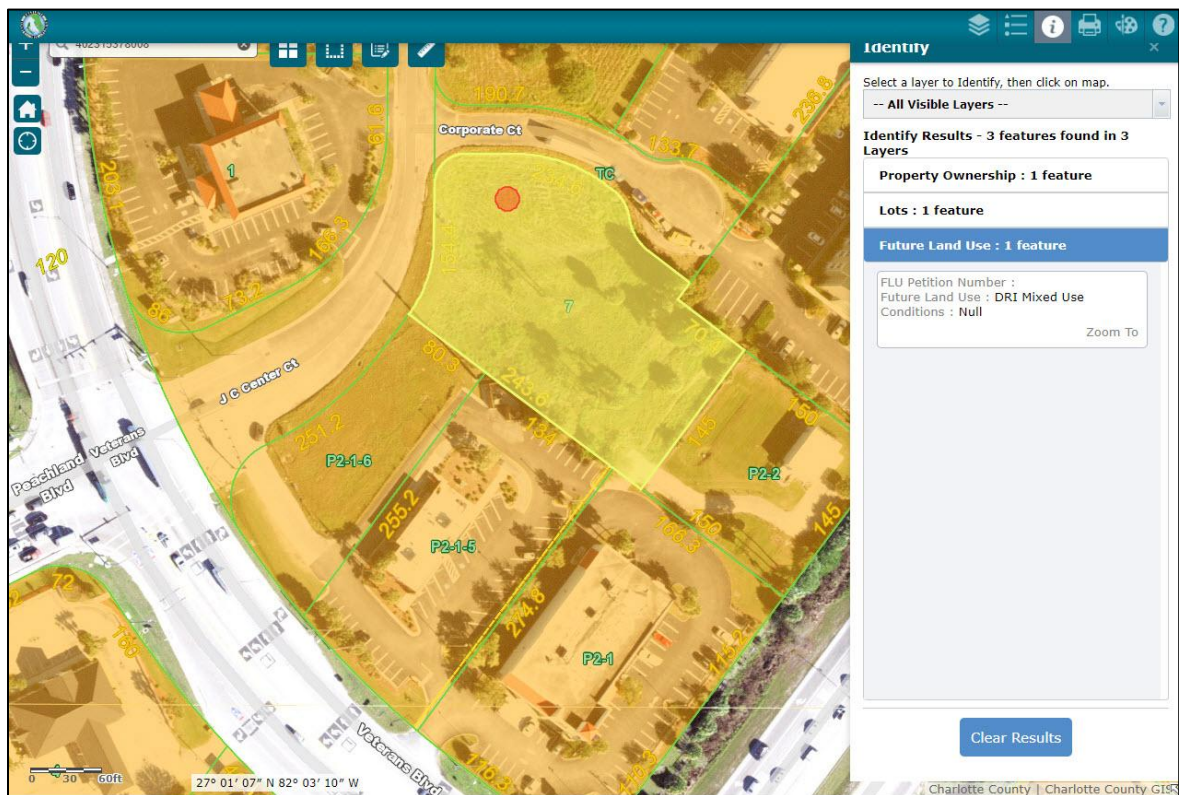 402315378008
Identify
Select a layer to Identify, then click on map.
-- All Visible Layers --
Identify Results - 3 features found in 3
Layers
Property Ownership : 1 feature
Lots : 1 feature
Future Land Use : 1 feature
FLU Petition Number :
Future Land Use : DRI Mixed Use
Conditions : Null
Zoom To
Clear Results
190.7
238.8
61.6
Corporate Ct
133.7
203.1
1
TC
166.3
120
73.2
86
7
70
80.3
243.6
134
J C Center Ct
251.2
145
150
P2-1-6
P2-2
Peachland
Blvd
Veterans
Blvd
255.2
150
168.3
145
P2-1-5
72
274.8
P2-1
115.2
Veterans Blvd
0 30 60ft
27° 01' 07" N 82° 03' 10" W
Charlotte County | Charlotte County GIS